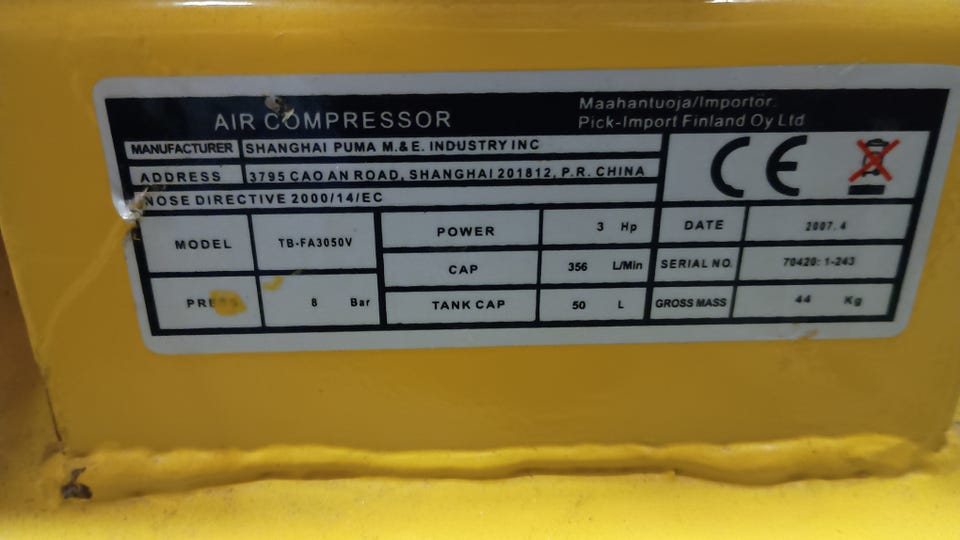 AIR COMPRESSOR
Maahantuoja/Importor:
Pick-Import Finland Oy Ltd
MANUFACTURER SHANGHAI PUMA M.&E. INDUSTRY INC
ADDRESS 3795 CAO AN ROAD, SHANGHAI 201812, P.R. CHINA
NOSE DIRECTIVE 2000/14/EC
CE
MODEL TB-FA3050V
PRESS 8 Bar
POWER 3 Hp
CAP 356 L/Min
TANK CAP 50 L
DATE 2007.4
SERIAL NO. 70420:1-243
GROSS MASS 44 Kg